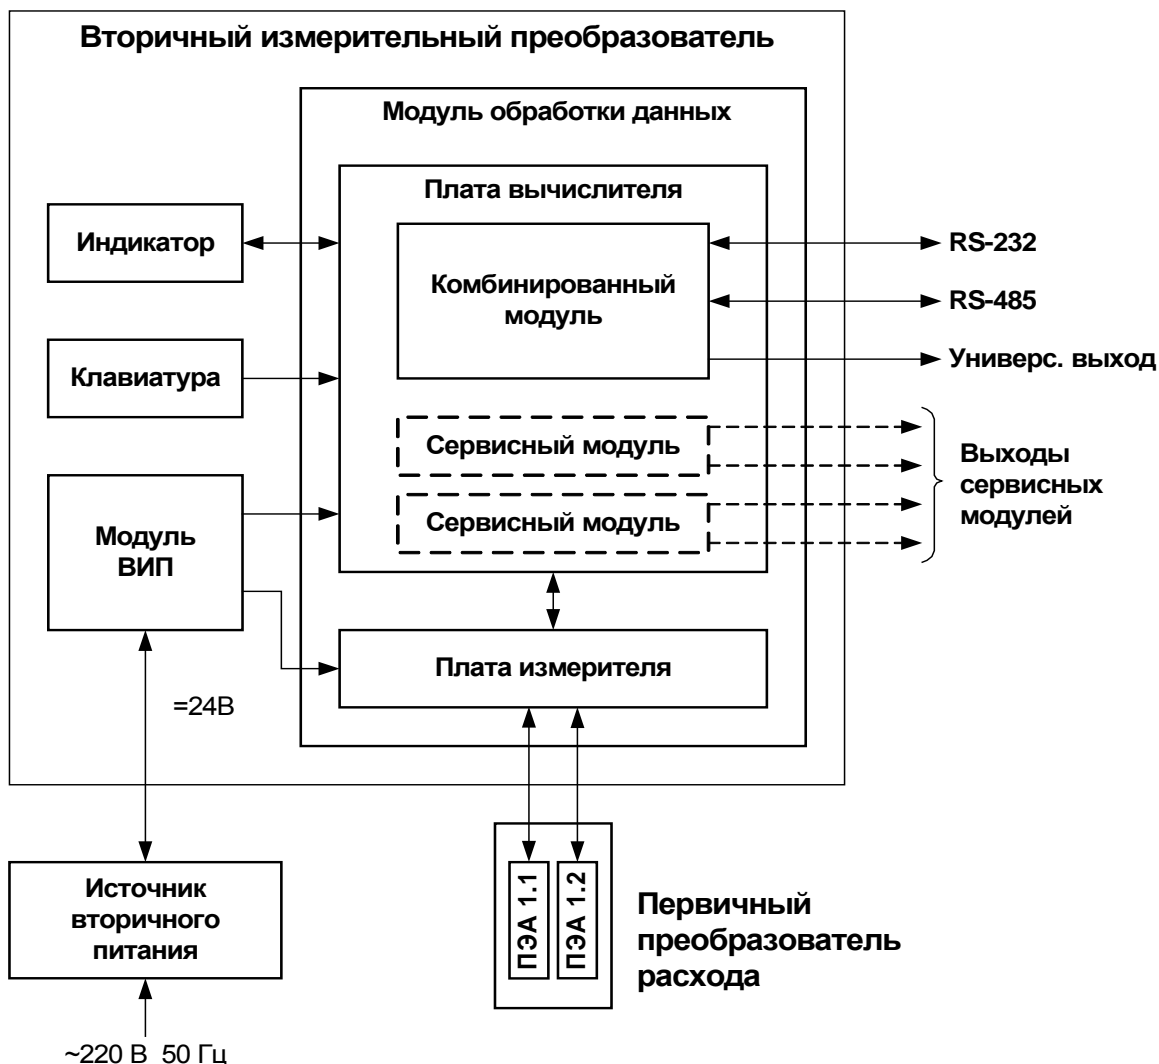 Вторичный измерительный преобразователь
Модуль обработки данных
Плата вычислителя
Индикатор
Комбинированный
модуль
RS-232
RS-485
Универс. выход
Клавиатура
Сервисный модуль
Сервисный модуль
Выходы
сервисных
модулей
Модуль
ВИП
Плата измерителя
=24В
ПЭА 1.1
ПЭА 1.2
Первичный
преобразователь
расхода
Источник
вторичного
питания
~220 В 50 Гц